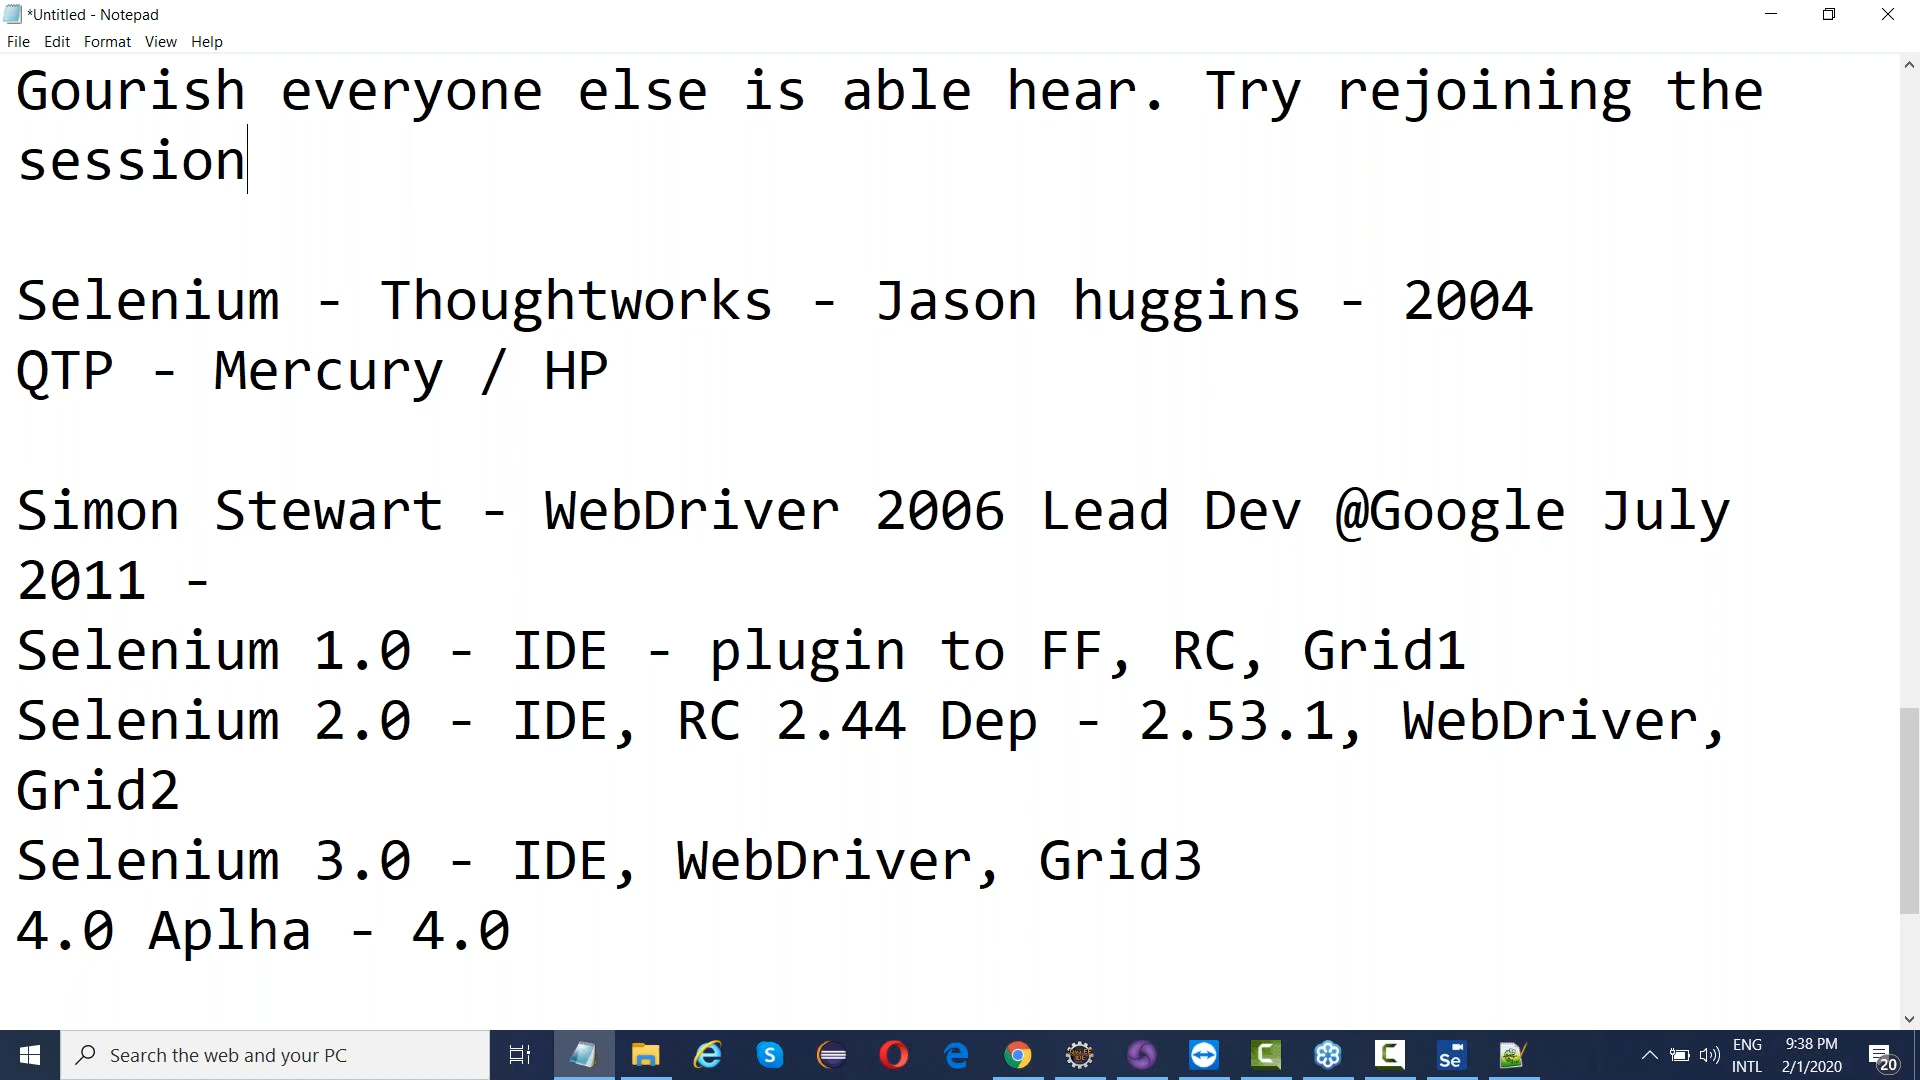 *Untitled - Notepad
File Edit Format View Help
Gourish everyone else is able hear. Try rejoining the
session
Selenium - Thoughtworks - Jason huggins - 2004
QTP - Mercury / HP
Simon Stewart - WebDriver 2006 Lead Dev @Google July
2011 -
Selenium 1.0 - IDE - plugin to FF, RC, Grid1
Selenium 2.0 - IDE, RC 2.44 Dep - 2.53.1, WebDriver,
Grid2
Selenium 3.0 - IDE, WebDriver, Grid3
4.0 Aplha - 4.0
Search the web and your PC
Se
ENG
INTL
9:38 PM
2/1/2020
20